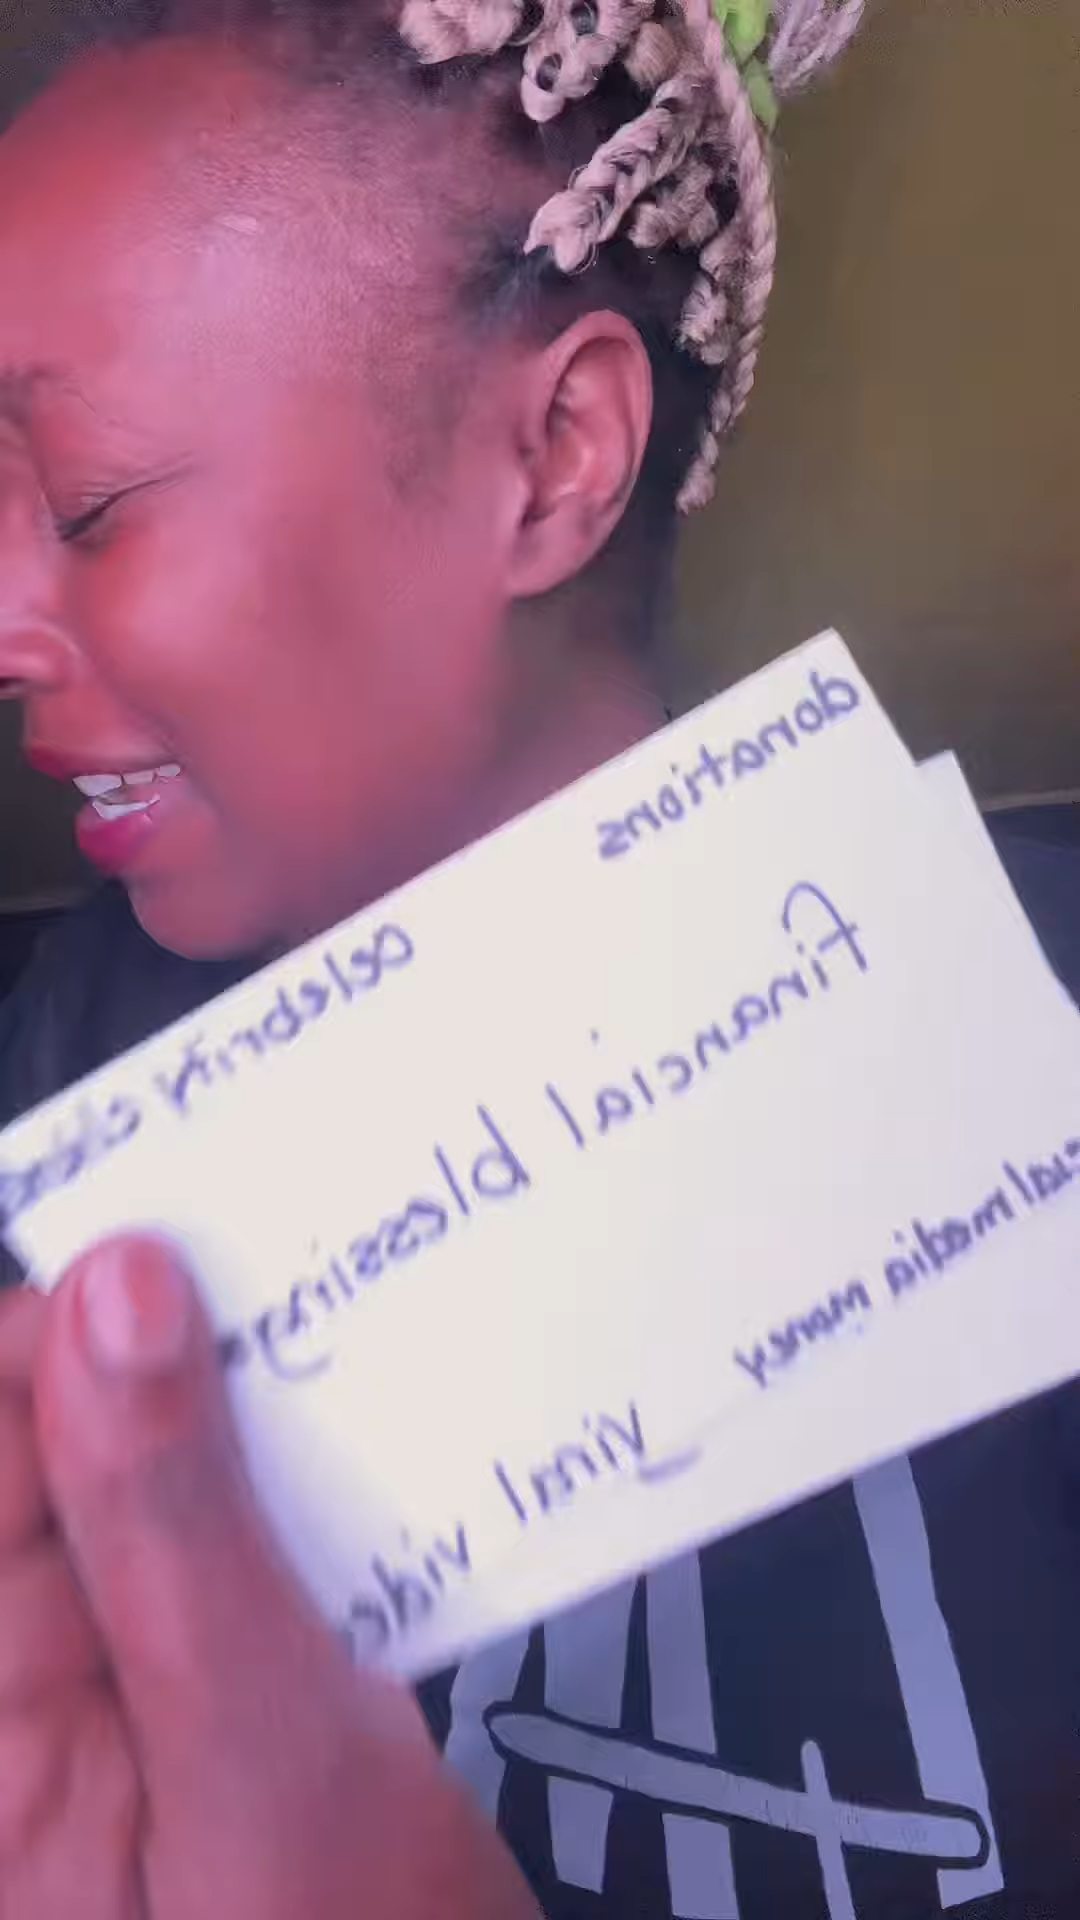 donations
celebrity
Financial blessings
media money
Viral